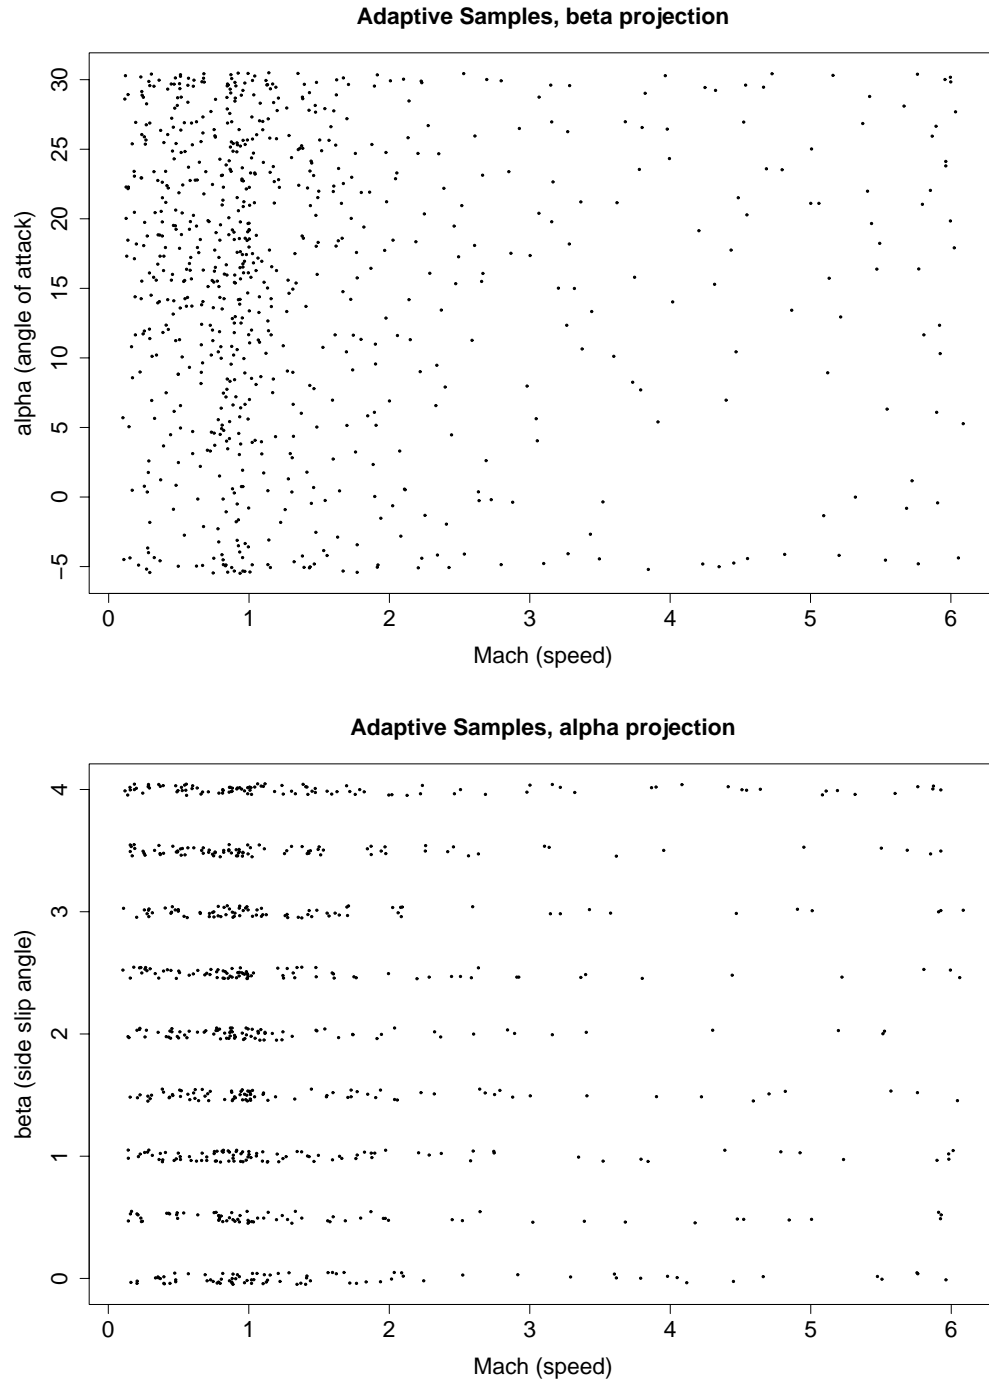 Adaptive Samples, beta projection
alpha (angle of attack)
30
25
20
15
10
5
0
−5
0 1 2 3 4 5 6
Mach (speed)
Adaptive Samples, alpha projection
beta (side slip angle)
4
3
2
1
0
0 1 2 3 4 5 6
Mach (speed)